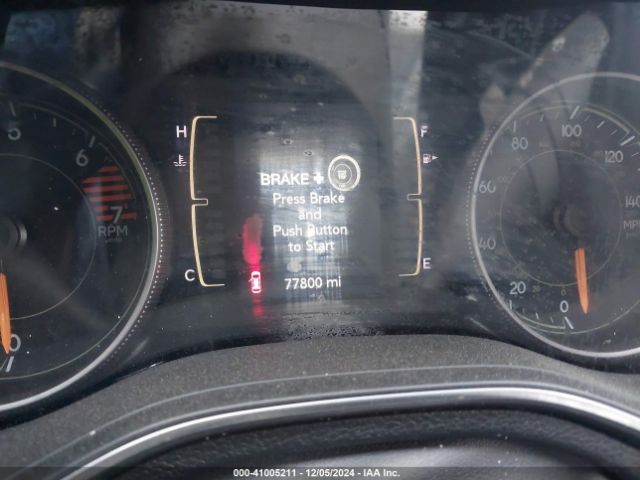 5
6
7
RPM
0
H
C
BRAKE +
Press Brake
and
Push Button
to Start
77800 mi
F
E
0
20
40
60
80
100
120
140
000-41005211 - 12/05/2024 - IAA Inc.